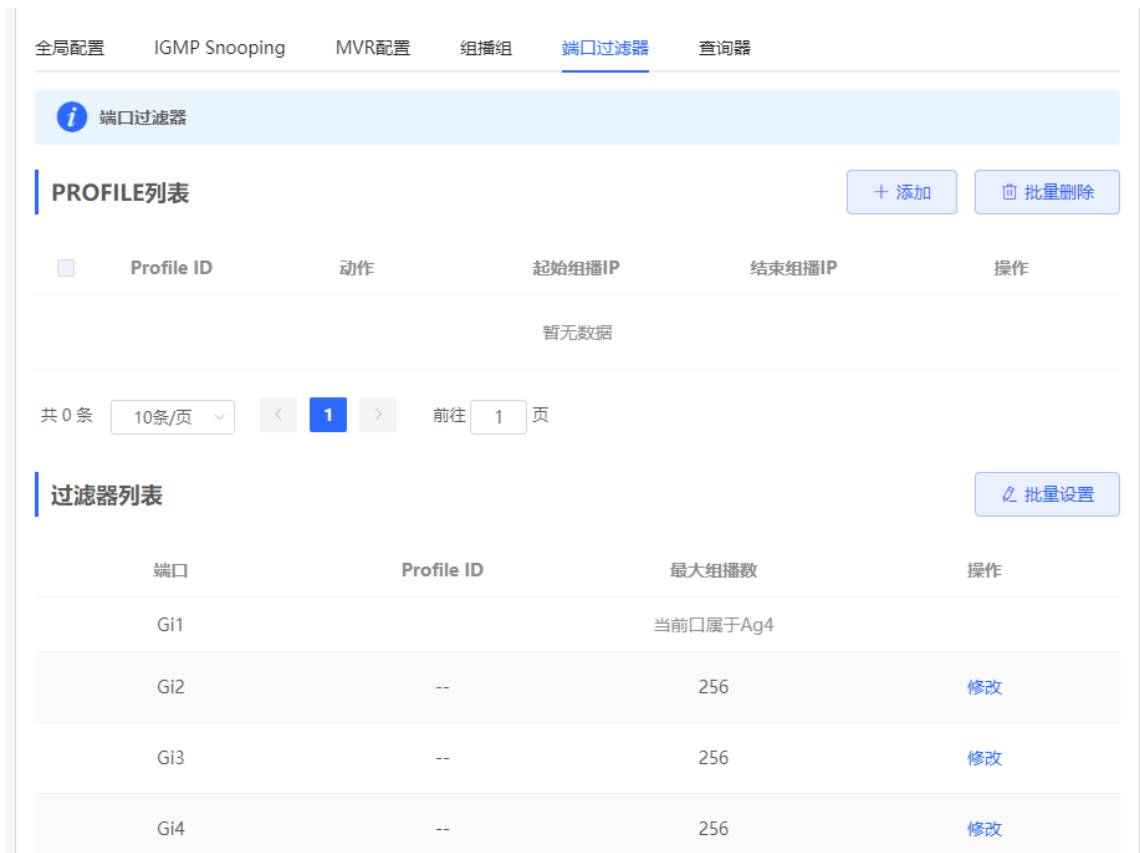 全局配置 IGMP Snooping MVR配置 组播组 端口过滤器 查询器
端口过滤器
PROFILE列表 添加 批量删除
Profile ID 动作 起始组播IP 结束组播IP 操作
暂无数据
共 0 条 10条/页 1 前往 1 页
过滤器列表 批量设置
端口 Profile ID 最大组播数 操作
Gi1 当前口属于Ag4
Gi2 -- 256 修改
Gi3 -- 256 修改
Gi4 -- 256 修改